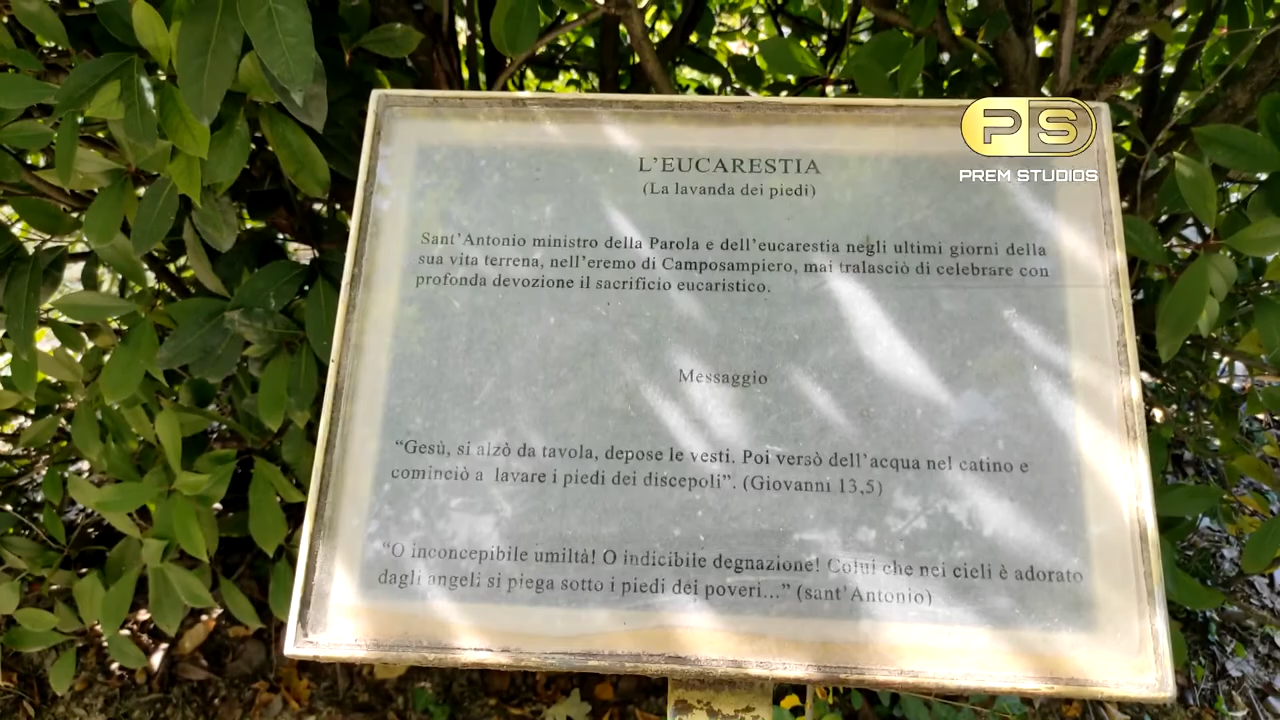 PS
PREM STUDIOS
L'EUCARESTIA
(La lavanda dei piedi)
Sant'Antonio ministro della Parola e dell'eucarestia negli ultimi giorni della
sua vita terrena, nell'eremo di Camposampiero, mai tralasciò di celebrare con
profonda devozione il sacrificio eucaristico.
Messaggio
“Gesù, si alzò da tavola, depose le vesti. Poi versò dell'acqua nel catino e
cominciò a lavare i piedi dei discepoli”. (Giovanni 13,5)
“O inconcepibile umiltà! O indicibile degnazione! Colui che nei cieli è adorato
dagli angeli si piega sotto i piedi dei poveri...” (sant'Antonio)